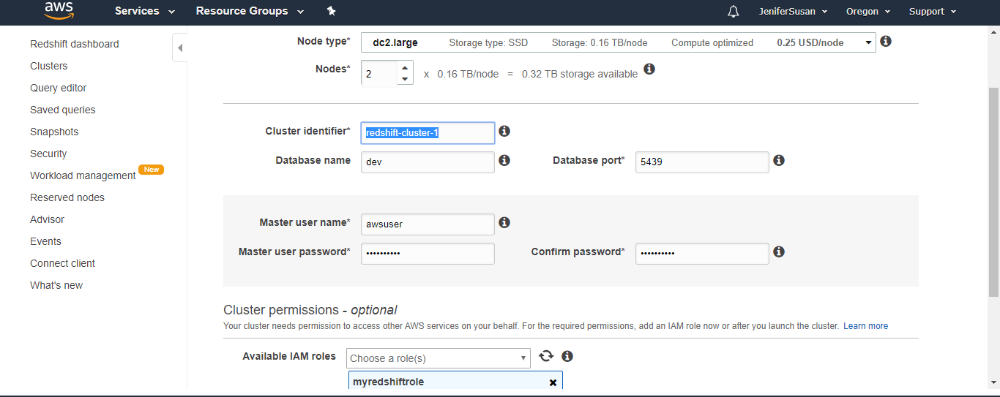 aws Services Resource Groups JeniferSusan Oregon Support
Redshift dashboard
Clusters
Query editor
Saved queries
Snapshots
Security
Workload management New
Reserved nodes
Advisor
Events
Connect client
What's new
Node type* dc2.large Storage type: SSD Storage: 0.16 TB/node Compute optimized 0.25 USD/node
Nodes* 2 x 0.16 TB/node = 0.32 TB storage available
Cluster identifier* redshift-cluster-1
Database name dev Database port* 5439
Master user name* awsuser
Master user password* •••••••••• Confirm password* ••••••••••
Cluster permissions - optional
Your cluster needs permission to access other AWS services on your behalf. For the required permissions, add an IAM role now or after you launch the cluster. Learn more
Available IAM roles Choose a role(s)
myredshiftrole